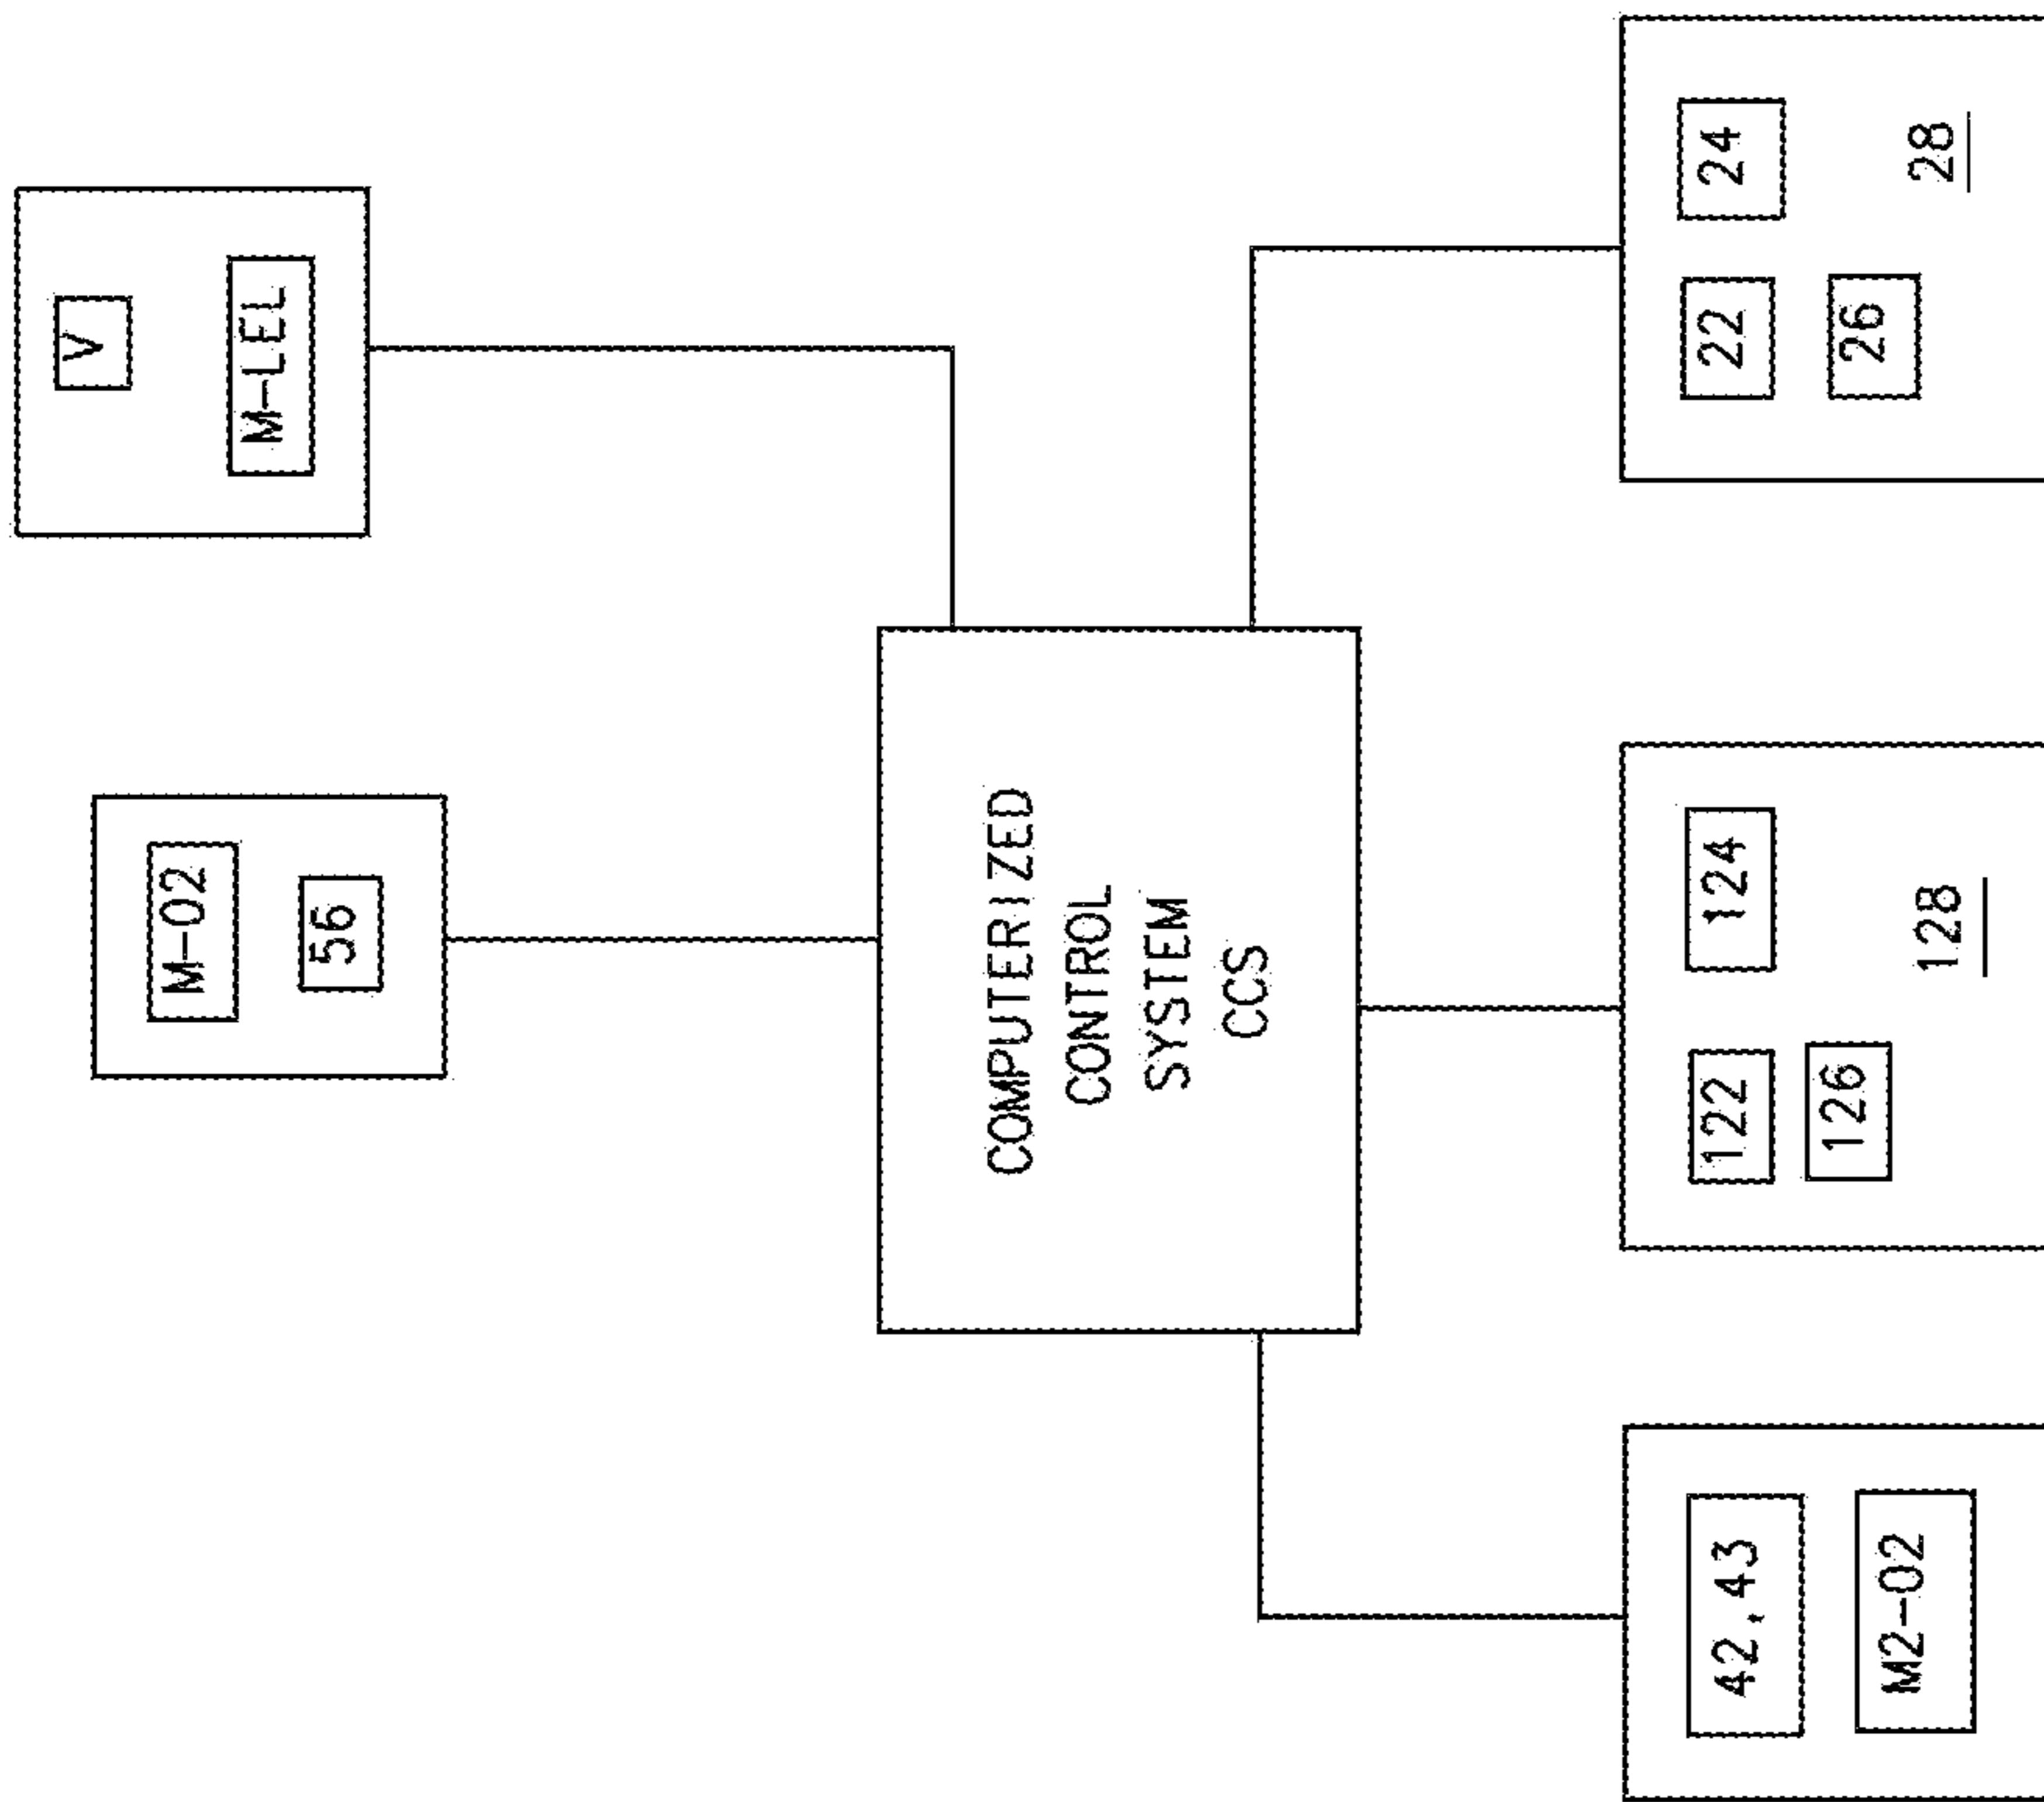 M-02
56
V
M-LEL
COMPUTERIZED
CONTROL
SYSTEM
CCS
42,43
M2-02
122 124
126
128
22 24
26
28